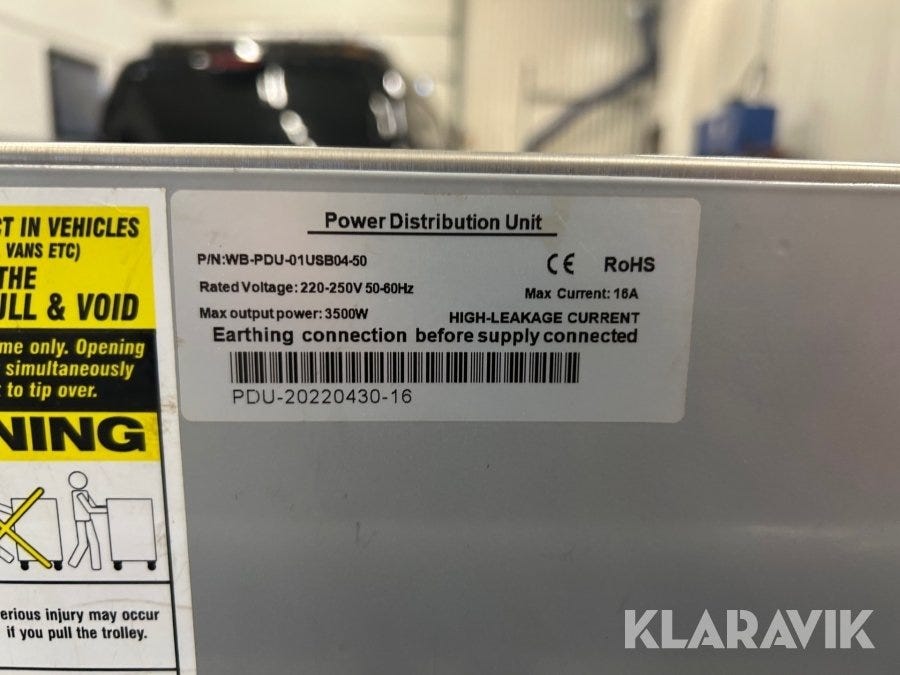 CT IN VEHICLES
VANS ETC)
THE
ULL & VOID
me only. Opening
simultaneously
to tip over.
NING
erious injury may occur
if you pull the trolley.
Power Distribution Unit
P/N:WB-PDU-01USB04-50
CE RoHS
Rated Voltage: 220-250V 50-60Hz
Max Current: 16A
Max output power: 3500W
HIGH-LEAKAGE CURRENT
Earthing connection before supply connected
PDU-20220430-16
KLARAVIK